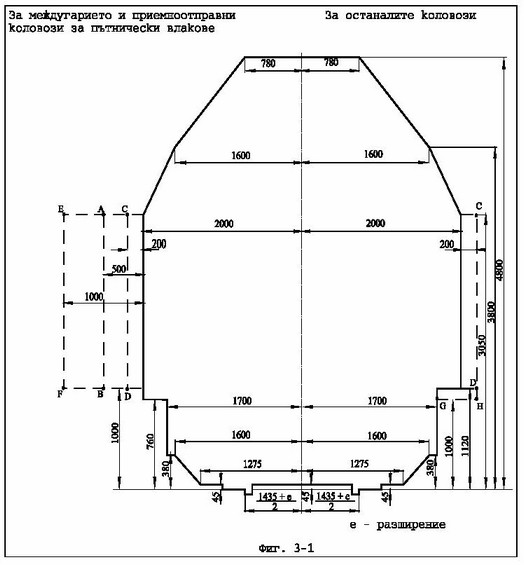 За междугарието и приемноотправни
коловози за пътнически влакове
За останалите коловози
780 780
1600 1600
E A C C
2000 2000
200 200
500
1000
4800
3800
3050
F B D D
G H
1700 1700
1000 760 1000 1120
1600 1600
380 380
1275 1275
45 1435 + e 45 1435 + e 45
2 2
e - разширение
Фиг. 3-1